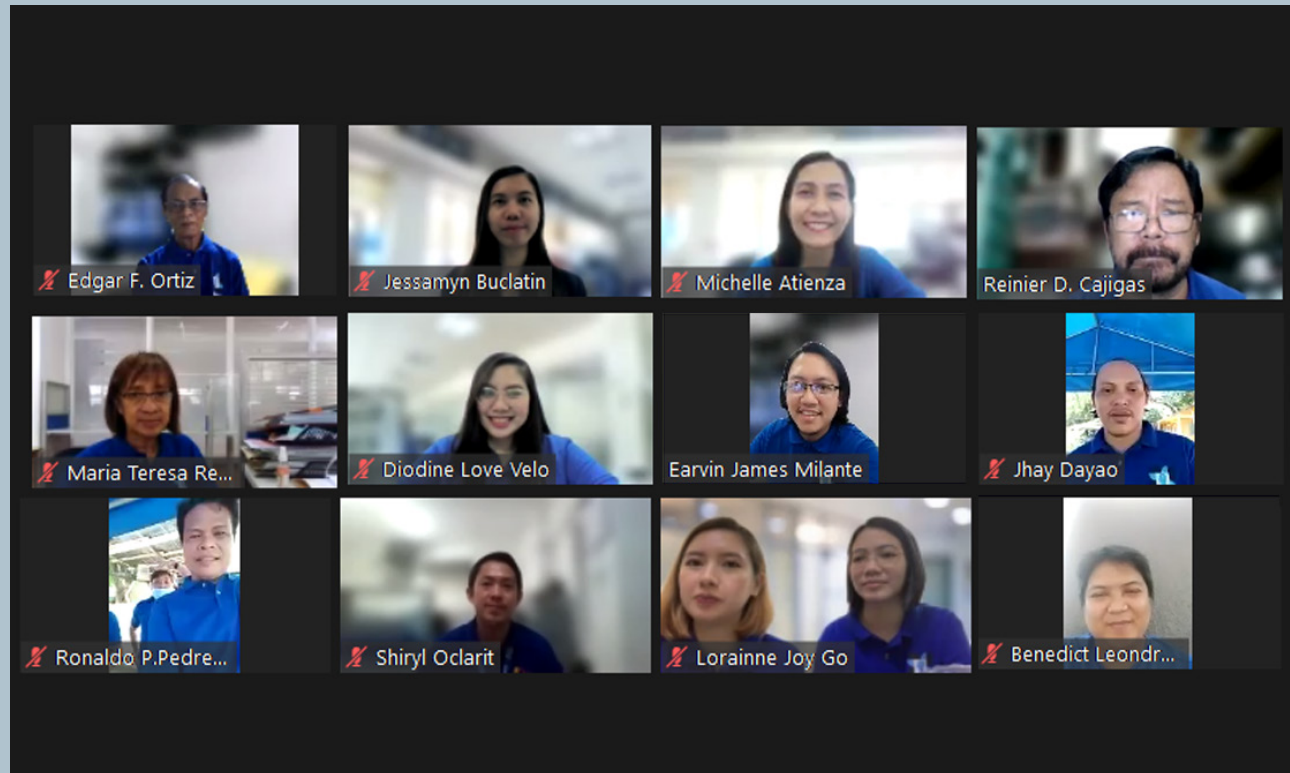 Edgar F. Ortiz
Jessamyn Buclatin
Michelle Atienza
Reinier D. Cajigas
Maria Teresa Re...
Diodine Love Velo
Earvin James Milante
Jhay Dayao
Ronaldo P.Pedre...
Shiryl Oclarit
Lorainne Joy Go
Benedict Leondr...